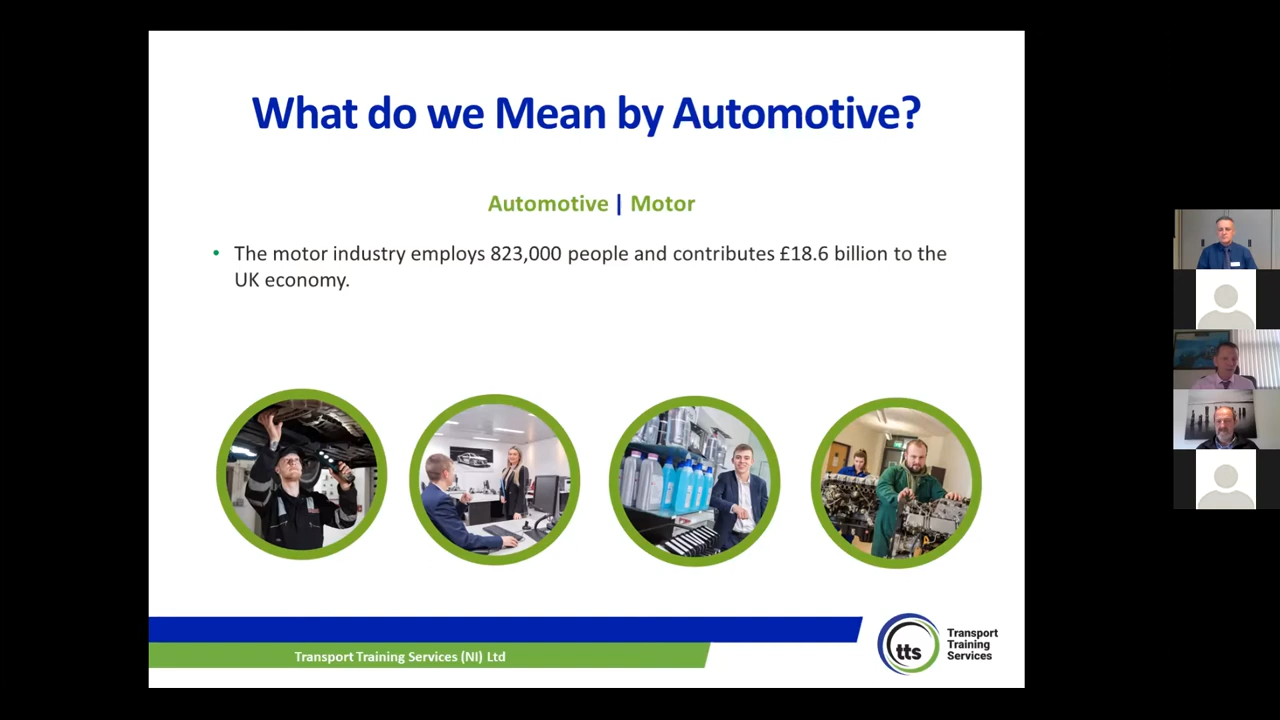 What do we Mean by Automotive?
Automotive | Motor
• The motor industry employs 823,000 people and contributes £18.6 billion to the
UK economy.
Transport Training Services (NI) Ltd
tts
Transport
Training
Services